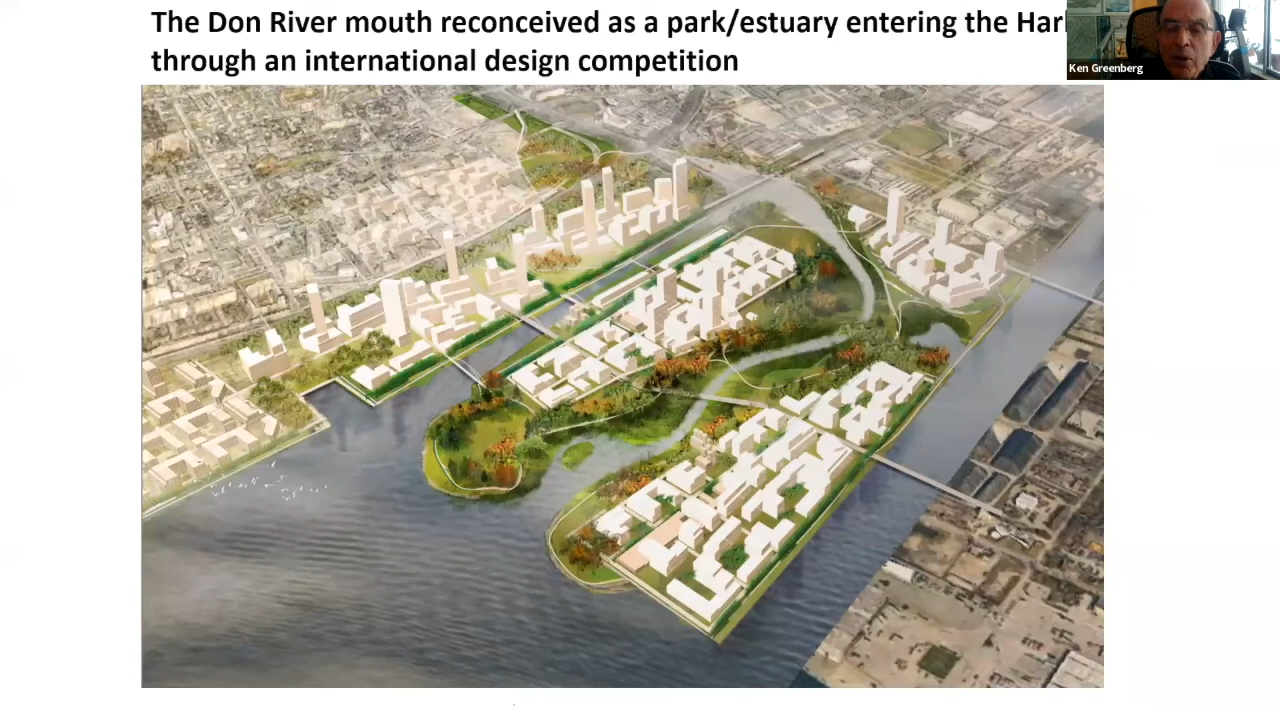 The Don River mouth reconceived as a park/estuary entering the Har
through an international design competition
Ken Greenberg